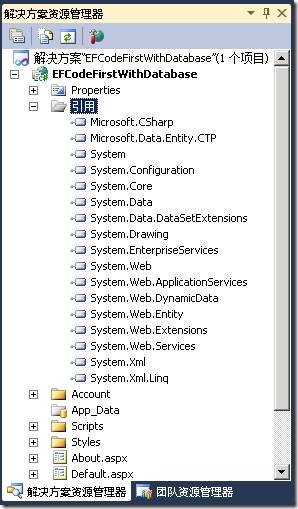 解决方案资源管理器
解决方案"EFCodeFirstWithDatabase"(1 个项目)
EFCodeFirstWithDatabase
Properties
引用
Microsoft.CSharp
Microsoft.Data.Entity.CTP
System
System.Configuration
System.Core
System.Data
System.Data.DataSetExtensions
System.Drawing
System.EnterpriseServices
System.Web
System.Web.ApplicationServices
System.Web.DynamicData
System.Web.Entity
System.Web.Extensions
System.Web.Services
System.Xml
System.Xml.Linq
Account
App_Data
Scripts
Styles
About.aspx
Default.aspx
解决方案资源管理器 团队资源管理器